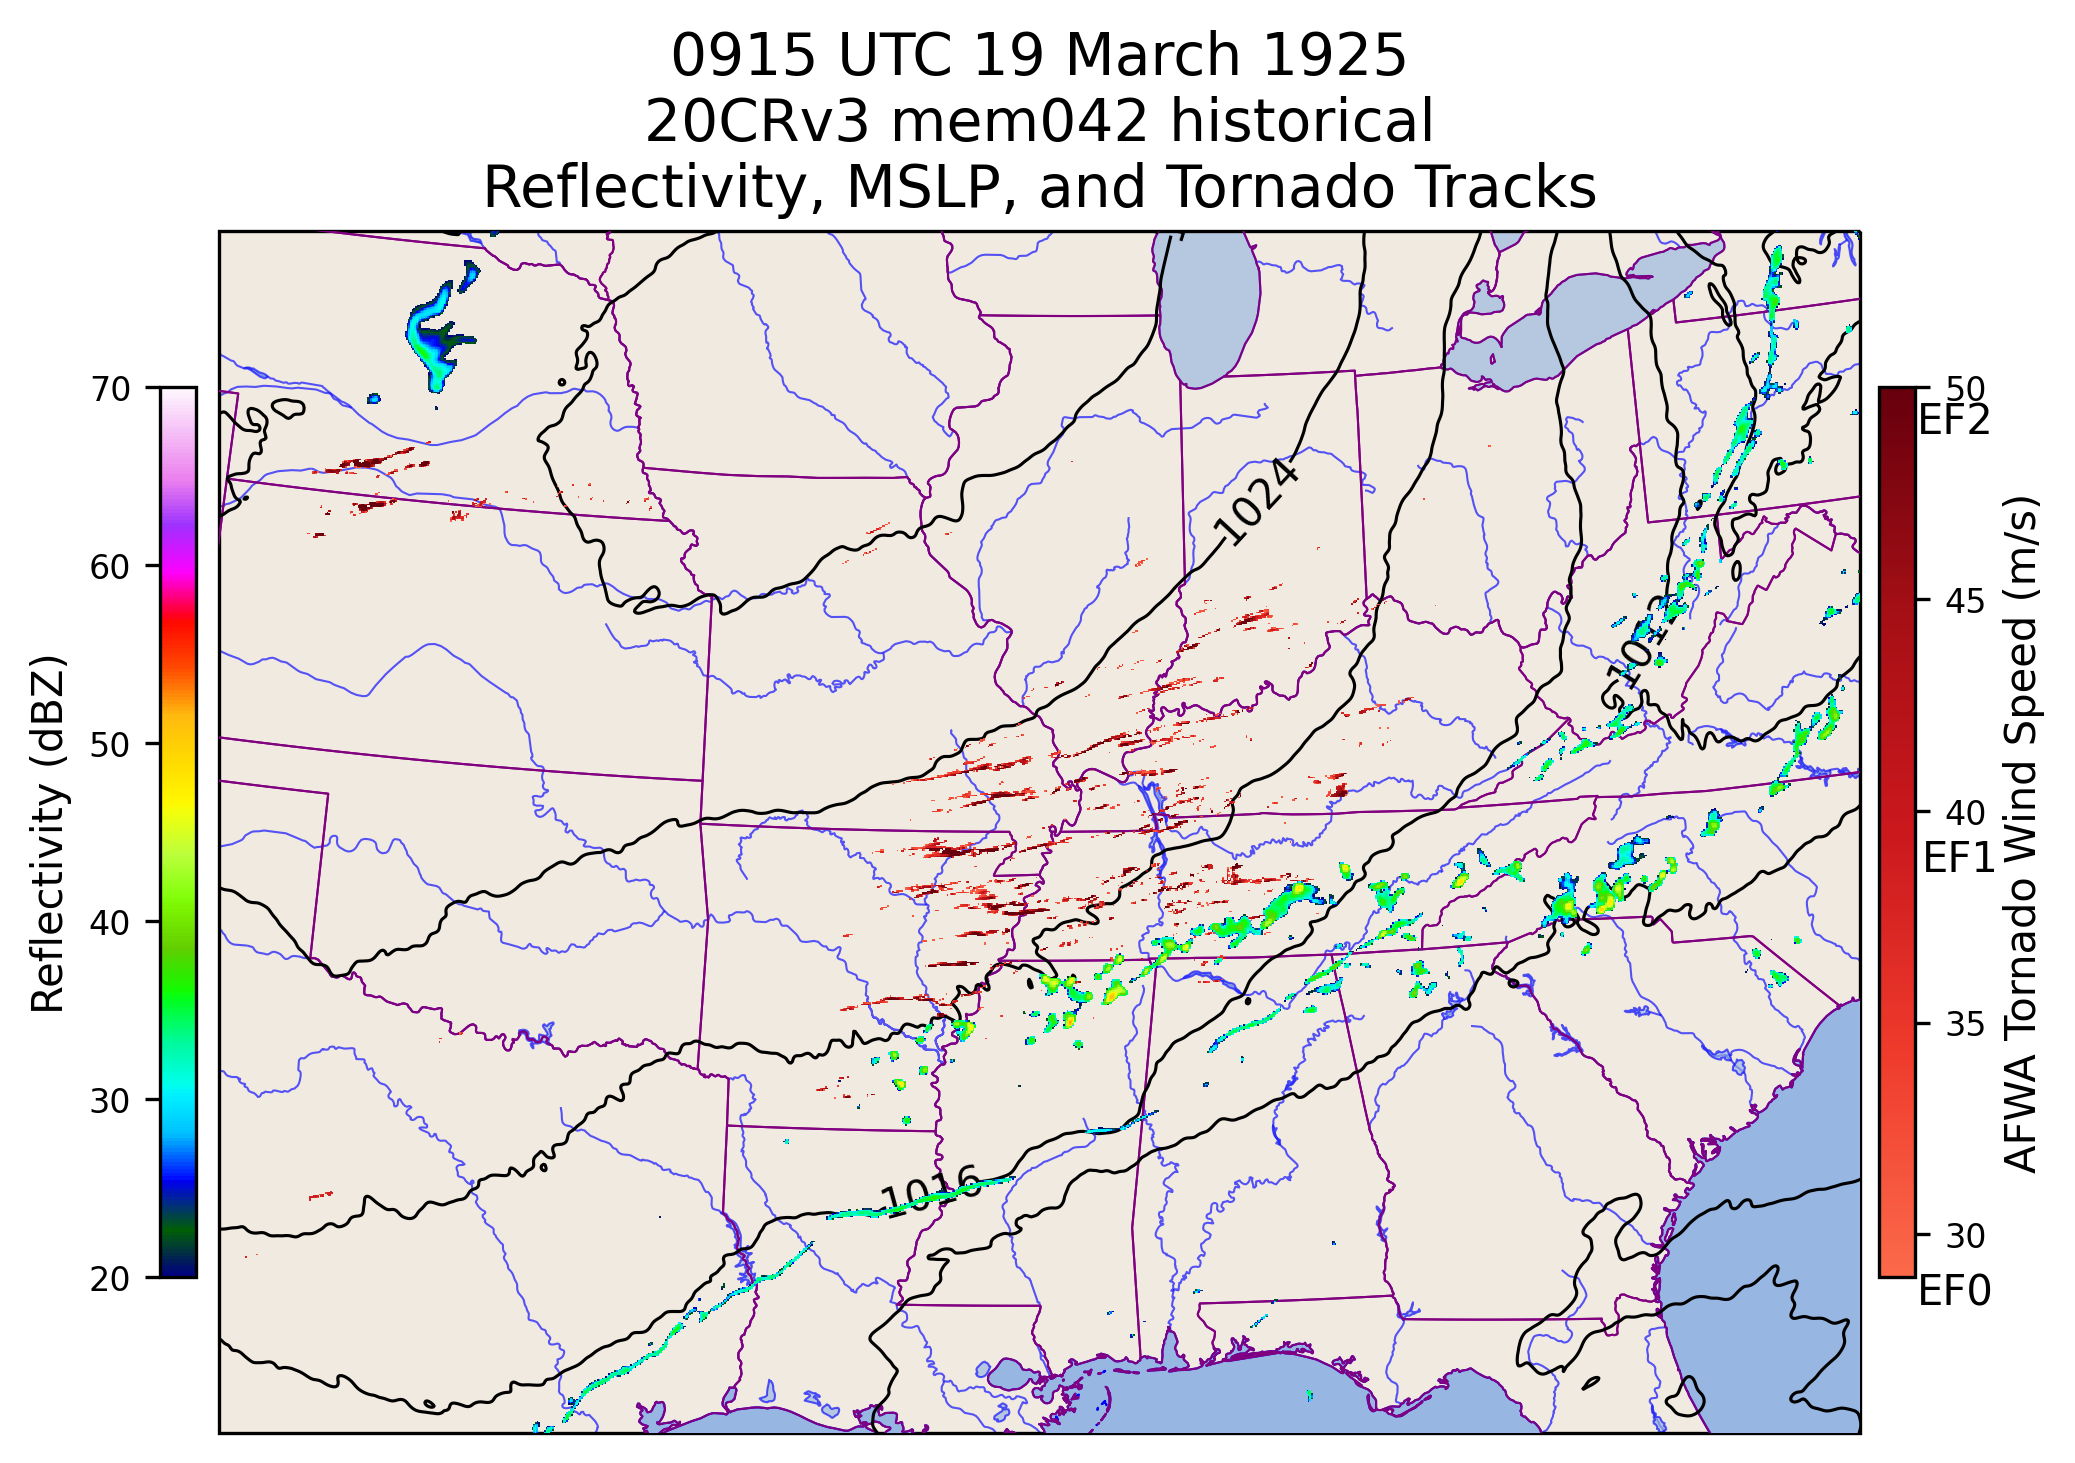 0915 UTC 19 March 1925
20CRv3 mem042 historical
Reflectivity, MSLP, and Tornado Tracks
Reflectivity (dBZ)
70
60
50
40
30
20
1024
1016
50
EF2
45
40
EF1
35
30
EF0
AFWA Tornado Wind Speed (m/s)